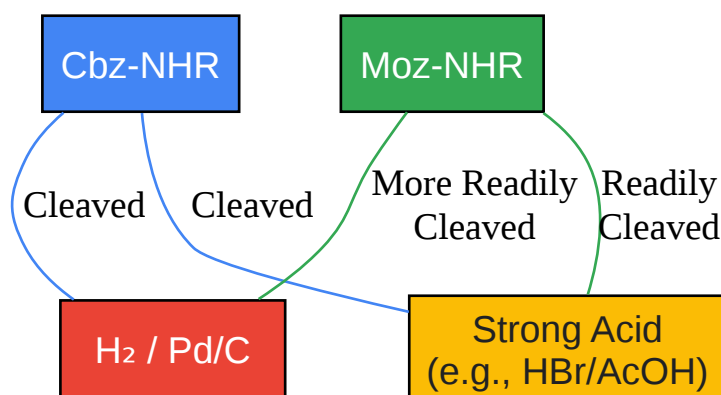 Cbz-NHR
Moz-NHR
Cleaved
Cleaved
More Readily
Cleaved
Readily
Cleaved
H₂ / Pd/C
Strong Acid
(e.g., HBr/AcOH)